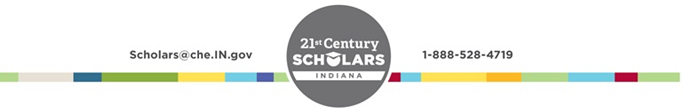 Scholars@che.IN.gov
21st Century
SCHOLARS
INDIANA
1-888-528-4719